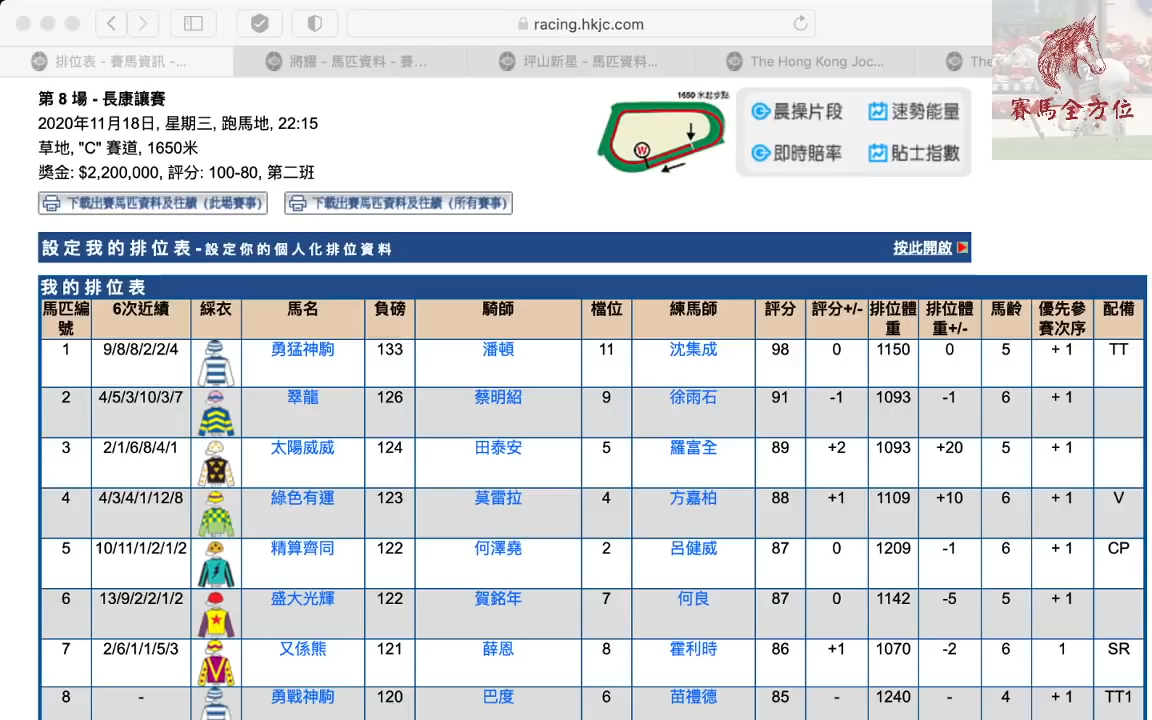 racing.hkjc.com
排位表 - 賽馬資訊 -...
將耀 - 馬匹資料 - 賽...
坪山新星 - 馬匹資料...
The Hong Kong Joc...
The
賽馬全方位
第 8 場 - 長康讓賽
2020年11月18日, 星期三, 跑馬地, 22:15
草地, "C" 賽道, 1650米
獎金: $2,200,000, 評分: 100-80, 第二班
1650 米起步點
W
晨操片段 速勢能量
即時賠率 貼士指數
下載出賽馬匹資料及往績 (此場賽事) 下載出賽馬匹資料及往績 (所有賽事)
設定我的排位表 - 設定你的個人化排位資料 按此開啟
我的排位表
馬匹編號 6次近績 綵衣 馬名 負磅 騎師 檔位 練馬師 評分 評分+/- 排位體重 排位體重+/- 馬齡 優先參賽次序 配備
1 9/8/8/2/2/4 勇猛神駒 133 潘頓 11 沈集成 98 0 1150 0 5 + 1 TT
2 4/5/3/10/3/7 翠龍 126 蔡明紹 9 徐雨石 91 -1 1093 -1 6 + 1
3 2/1/6/8/4/1 太陽威威 124 田泰安 5 羅富全 89 +2 1093 +20 5 + 1
4 4/3/4/1/12/8 綠色有運 123 莫雷拉 4 方嘉柏 88 +1 1109 +10 6 + 1 V
5 10/11/1/2/1/2 精算齊同 122 何澤堯 2 呂健威 87 0 1209 -1 6 + 1 CP
6 13/9/2/2/1/2 盛大光輝 122 賀銘年 7 何良 87 0 1142 -5 5 + 1
7 2/6/1/1/5/3 又係熊 121 薛恩 8 霍利時 86 +1 1070 -2 6 1 SR
8 - 勇戰神駒 120 巴度 6 苗禮德 85 - 1240 - 4 + 1 TT1